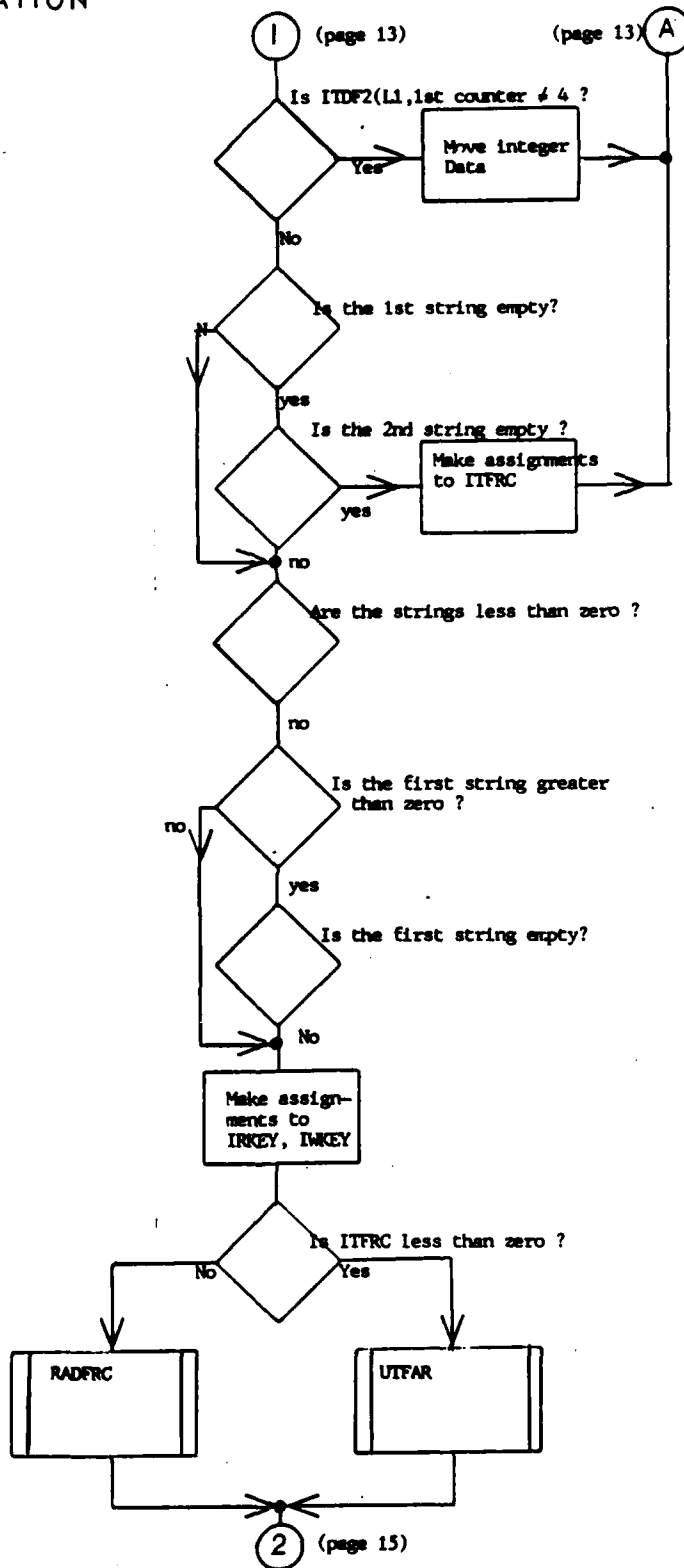 ATION
1 (page 13) (page 13) A
Is ITDF2(L1,1st counter ≠ 4 ?
Yes
Move integer
Data
No
Is the 1st string empty?
N
yes
Is the 2nd string empty ?
yes
Make assignments
to ITFRC
no
Are the strings less than zero ?
no
Is the first string greater
than zero ?
no
yes
Is the first string empty?
No
Make assign-
ments to
IRKEY, IWKEY
Is ITFRC less than zero ?
No
Yes
RADFRC
UTFAR
2 (page 15)